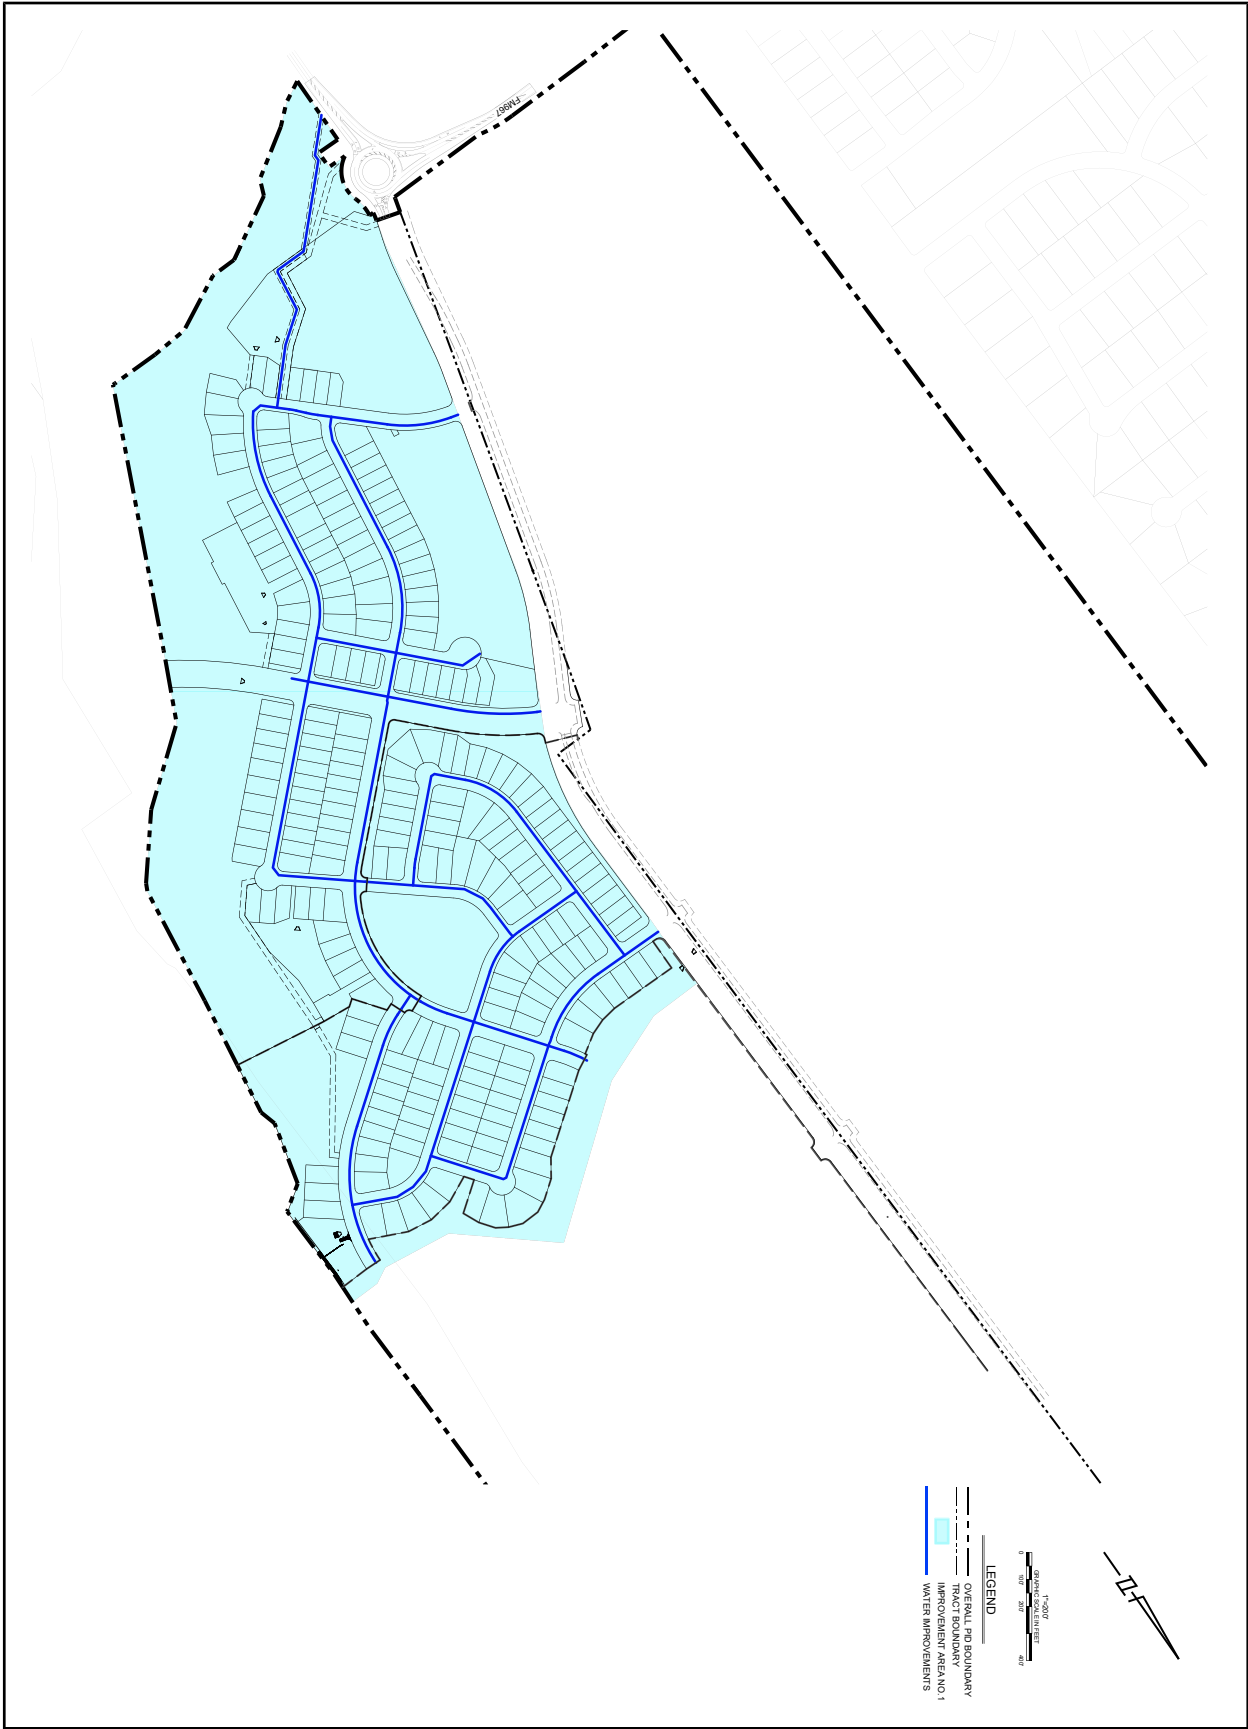 FM967
1"=200'
GRAPHIC SCALE IN FEET
0 100' 200' 400'
LEGEND
OVERALL PID BOUNDARY
TRACT BOUNDARY
IMPROVEMENT AREA NO.1
WATER IMPROVEMENTS